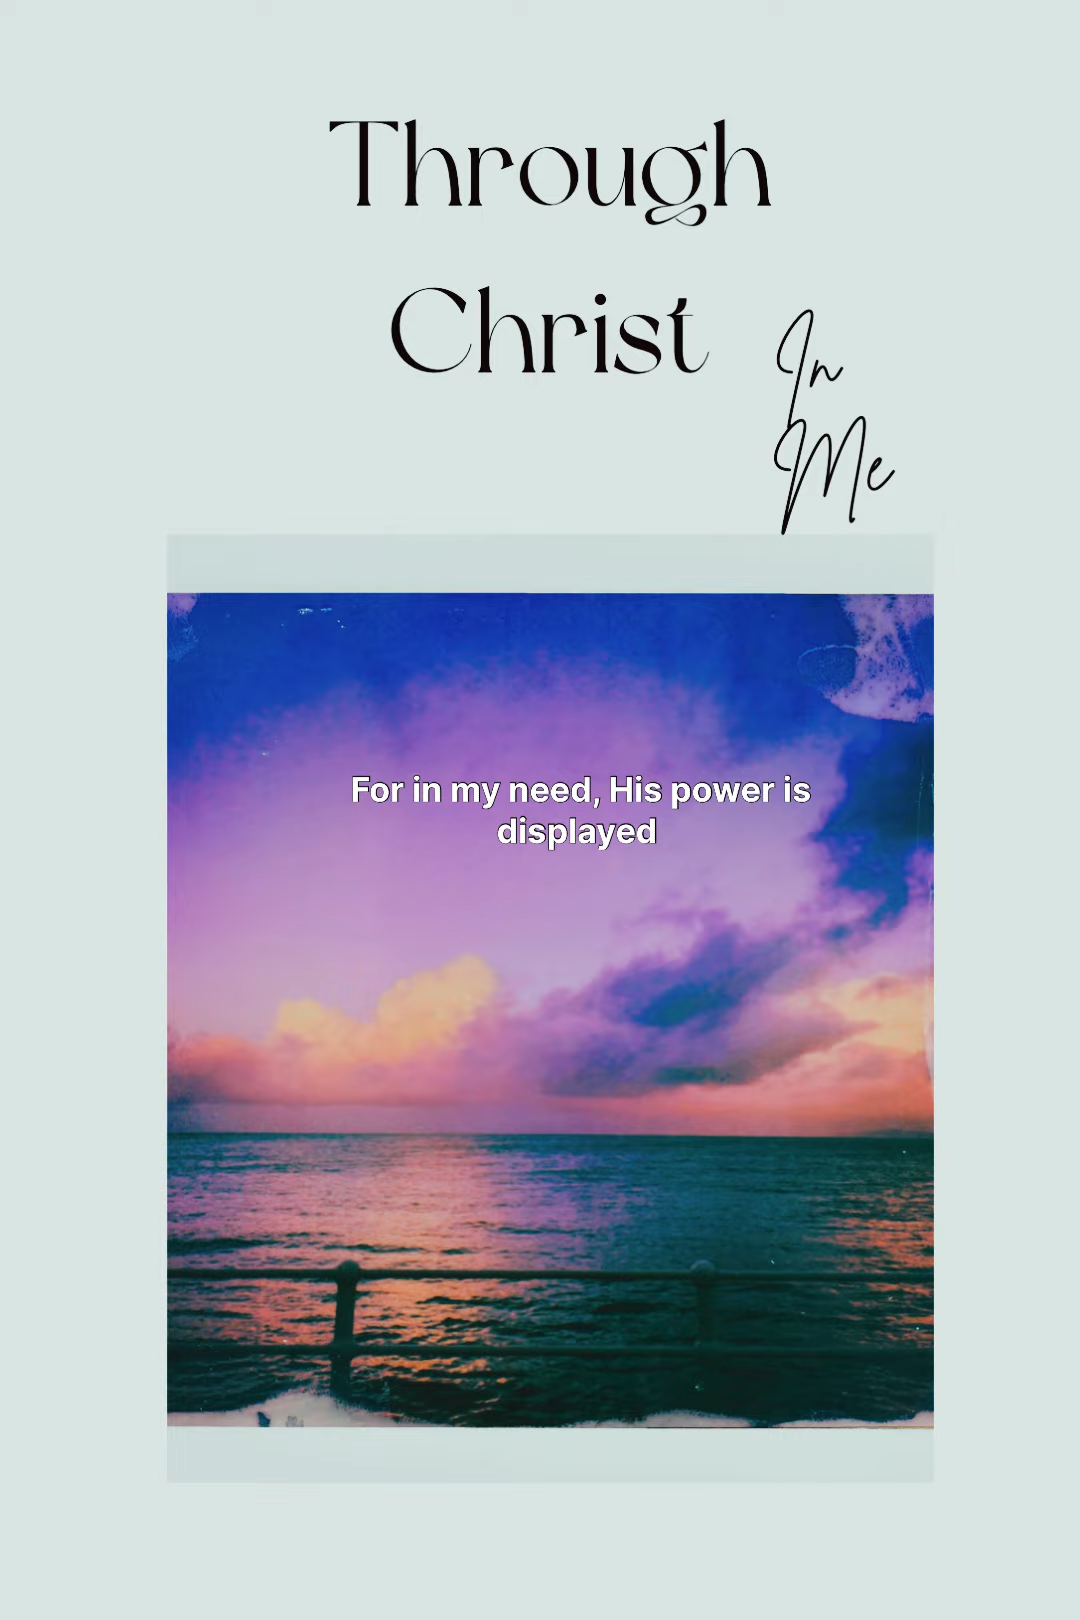 Through
Christ
In
Me
For in my need, His power is
displayed